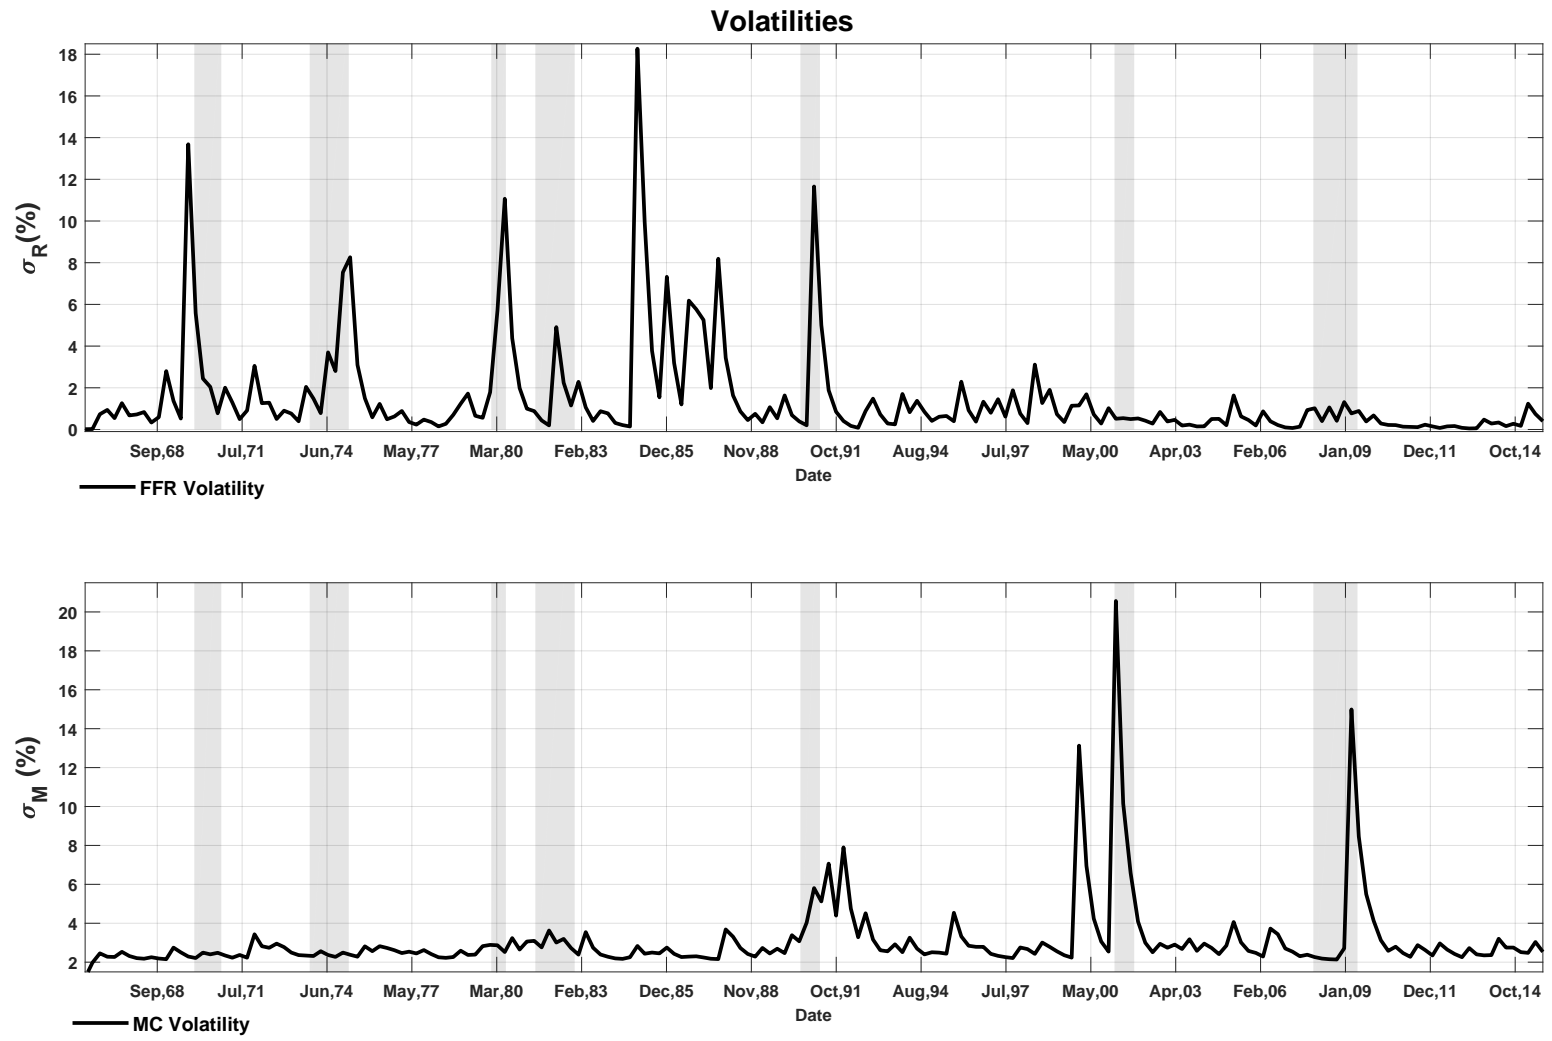 Volatilities
18
16
14
12
10
8
6
4
2
0
σR(%)
Sep,68 Jul,71 Jun,74 May,77 Mar,80 Feb,83 Dec,85 Nov,88 Oct,91 Aug,94 Jul,97 May,00 Apr,03 Feb,06 Jan,09 Dec,11 Oct,14
Date
FFR Volatility
20
18
16
14
12
10
8
6
4
2
σM (%)
Sep,68 Jul,71 Jun,74 May,77 Mar,80 Feb,83 Dec,85 Nov,88 Oct,91 Aug,94 Jul,97 May,00 Apr,03 Feb,06 Jan,09 Dec,11 Oct,14
Date
MC Volatility